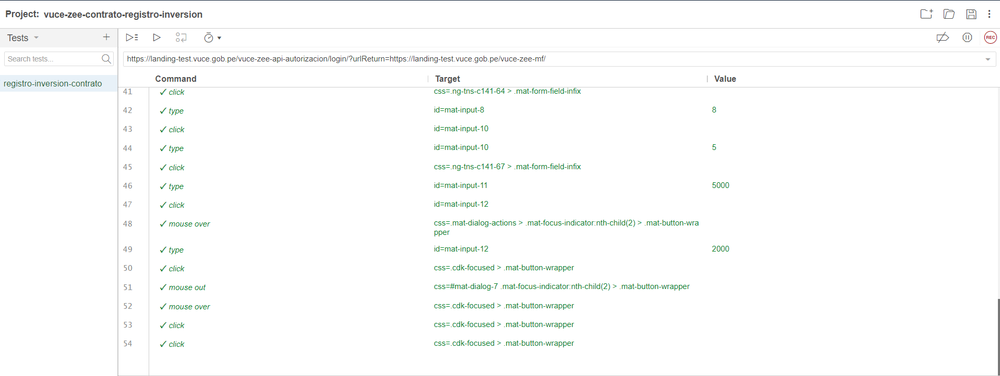 Project: vuce-zee-contrato-registro-inversion
Tests
Search tests...
registro-inversion-contrato
REC
https://landing-test.vuce.gob.pe/vuce-zee-api-autorizacion/login/?urlReturn=https://landing-test.vuce.gob.pe/vuce-zee-mf/
Command Target Value
41 ✓ click css=.ng-tns-c141-64 > .mat-form-field-infix
42 ✓ type id=mat-input-8 8
43 ✓ click id=mat-input-10
44 ✓ type id=mat-input-10 5
45 ✓ click css=.ng-tns-c141-67 > .mat-form-field-infix
46 ✓ type id=mat-input-11 5000
47 ✓ click id=mat-input-12
48 ✓ mouse over css=.mat-dialog-actions > .mat-focus-indicator:nth-child(2) > .mat-button-wra
pper
49 ✓ type id=mat-input-12 2000
50 ✓ click css=.cdk-focused > .mat-button-wrapper
51 ✓ mouse out css=#mat-dialog-7 .mat-focus-indicator:nth-child(2) > .mat-button-wrapper
52 ✓ mouse over css=.cdk-focused > .mat-button-wrapper
53 ✓ click css=.cdk-focused > .mat-button-wrapper
54 ✓ click css=.cdk-focused > .mat-button-wrapper